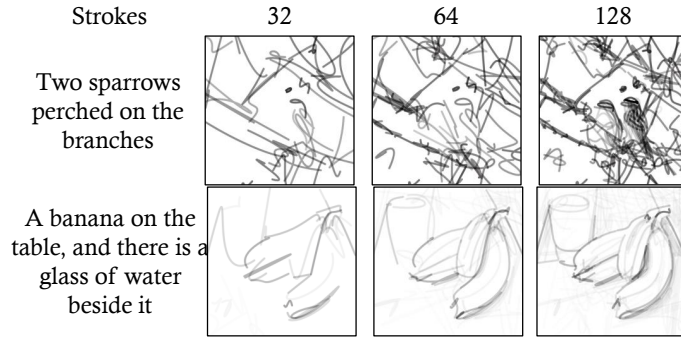 Strokes 32 64 128
Two sparrows
perched on the
branches
A banana on the
table, and there is a
glass of water
beside it